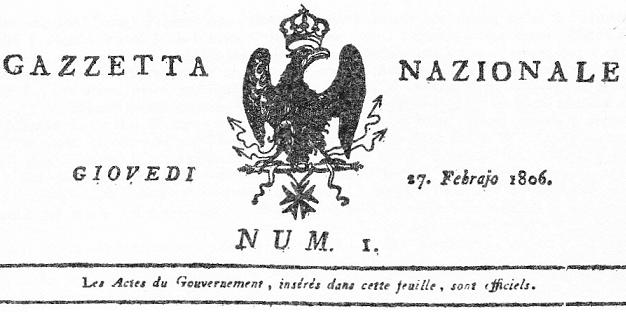 GAZZETTA NAZIONALE
GIOVEDI 27. Febrajo 1806.
NUM. 1.
Les Actes du Gouvernement, insérés dans cette feuille, sont officiels.